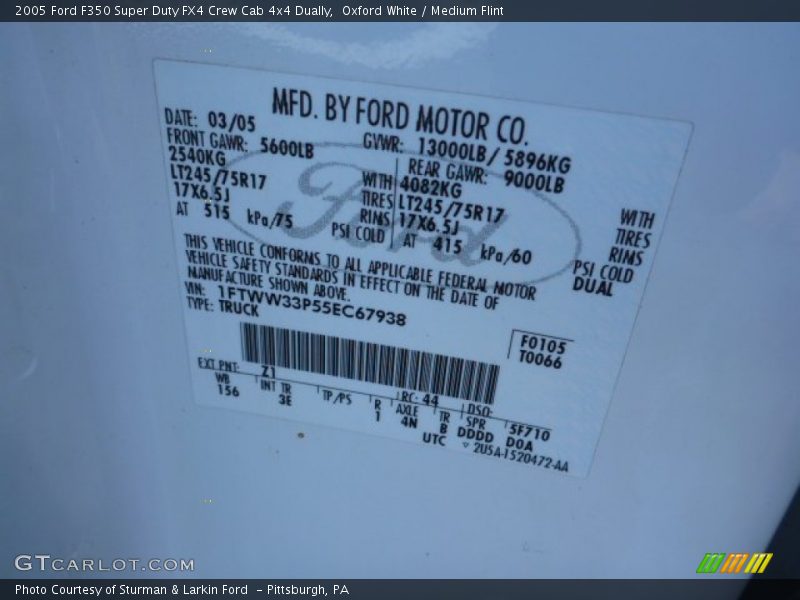 2005 Ford F350 Super Duty FX4 Crew Cab 4x4 Dually, Oxford White / Medium Flint
MFD. BY FORD MOTOR CO.
DATE: 03/05 GVWR: 13000LB/ 5896KG
FRONT GAWR: 5600LB REAR GAWR: 9000LB
2540KG WITH 4082KG WITH
LT245/75R17 TIRES LT245/75R17 TIRES
17X6.5J RIMS 17X6.5J RIMS
AT 515 kPa/75 PSI COLD AT 415 kPa/60 PSI COLD
DUAL
Ford
THIS VEHICLE CONFORMS TO ALL APPLICABLE FEDERAL MOTOR
VEHICLE SAFETY STANDARDS IN EFFECT ON THE DATE OF
MANUFACTURE SHOWN ABOVE.
VIN: 1FTWW33P55EC67938
TYPE: TRUCK
F0105
T0066
EXT PNT: Z1 RC: 44 DSO:
WB INT TR TP/PS R AXLE TR SPR 5F710
156 3E 1 4N B DDDD D0A
UTC ▽ 2U5A-1520472-AA
GTCARLOT.COM
Photo Courtesy of Sturman & Larkin Ford - Pittsburgh, PA